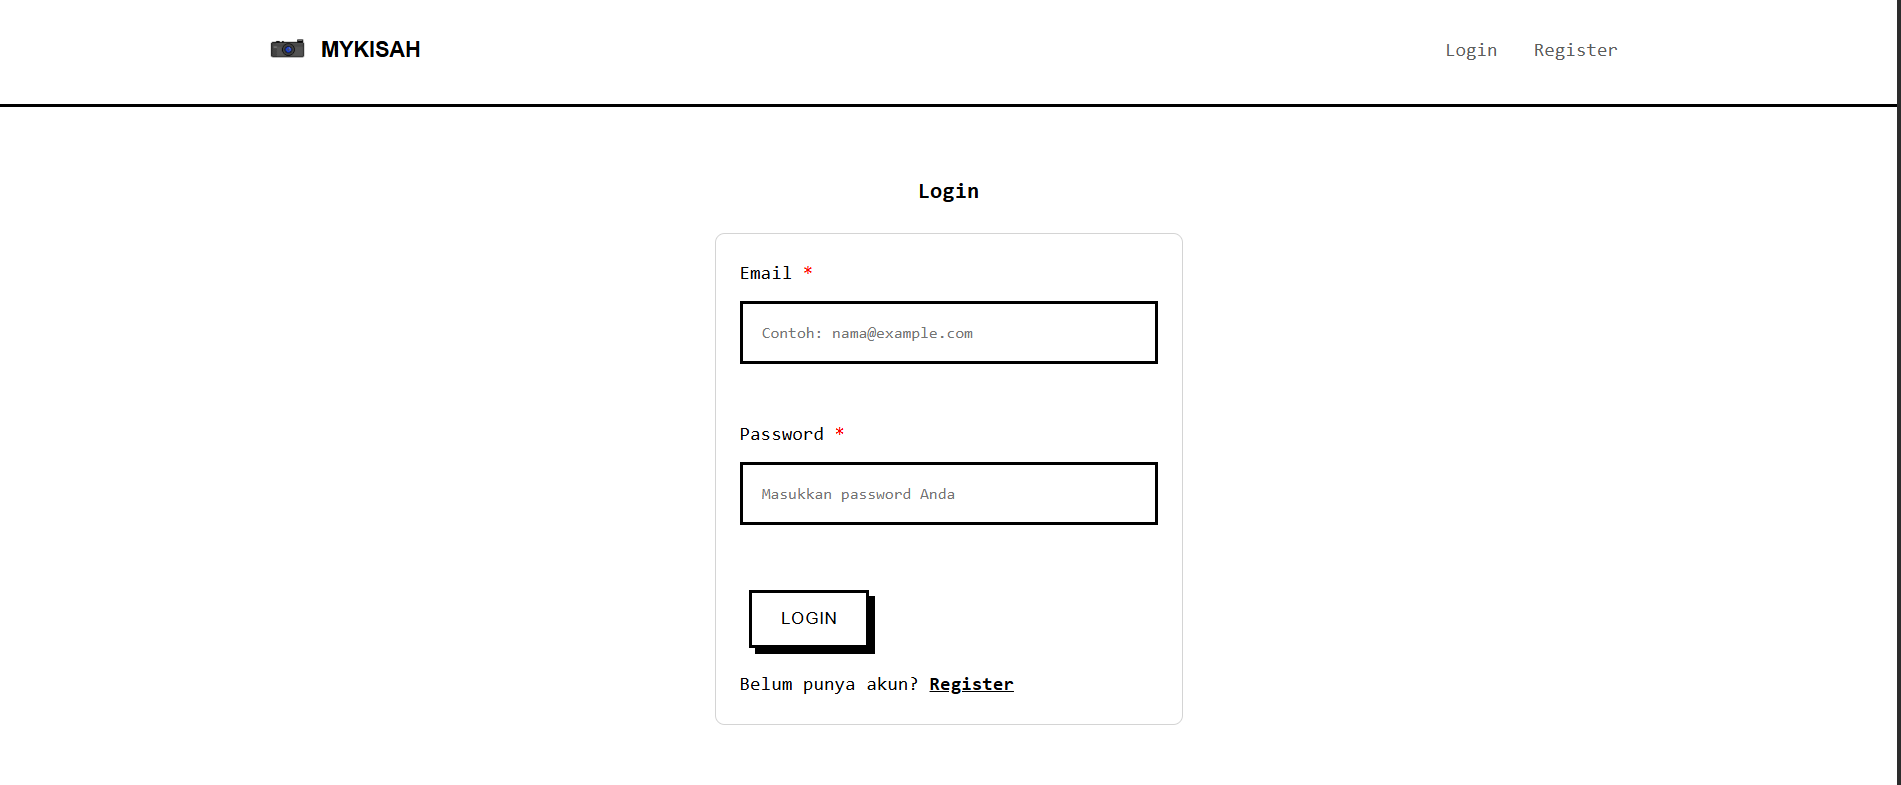 MYKISAH
Login Register
Login
Email *
Contoh: nama@example.com
Password *
Masukkan password Anda
LOGIN
Belum punya akun? Register